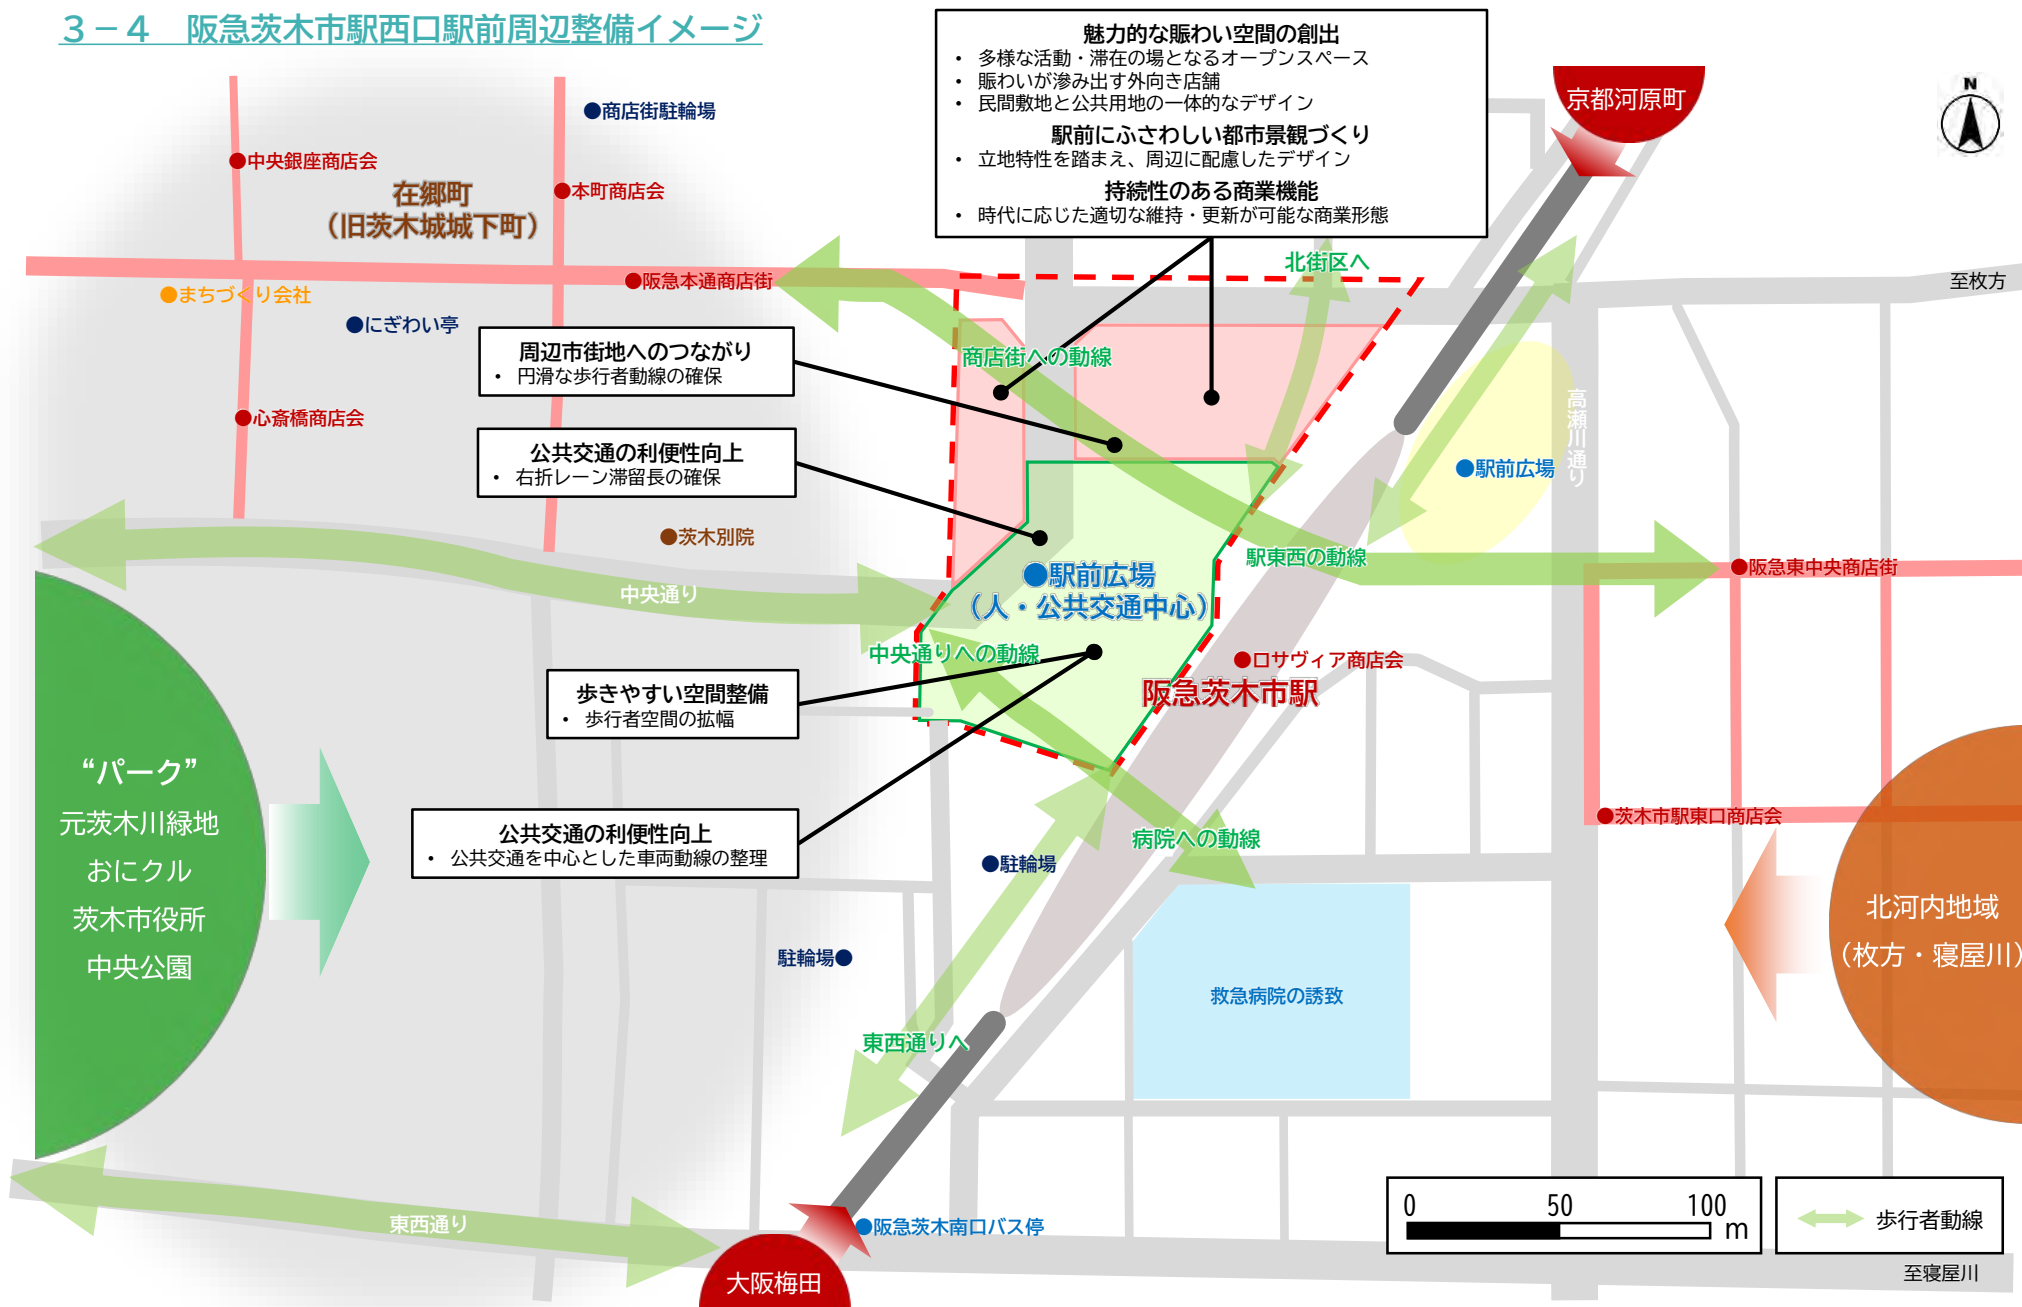 ３－４　阪急茨木市駅西口駅前周辺整備イメージ
魅力的な賑わい空間の創出
・ 多様な活動・滞在の場となるオープンスペース
・ 賑わいが滲み出す外向き店舗
・ 民間敷地と公共用地の一体的なデザイン
駅前にふさわしい都市景観づくり
・ 立地特性を踏まえ、周辺に配慮したデザイン
持続性のある商業機能
・ 時代に応じた適切な維持・更新が可能な商業形態
京都河原町
N
●商店街駐輪場
●中央銀座商店会
在郷町
（旧茨木城城下町）
●本町商店会
北街区へ
至枚方
●阪急本通商店街
●まちづくり会社
●にぎわい亭
周辺市街地へのつながり
・ 円滑な歩行者動線の確保
商店街への動線
高瀬川通り
●心斎橋商店会
公共交通の利便性向上
・ 右折レーン滞留長の確保
●駅前広場
●茨木別院
駅東西の動線
●阪急東中央商店街
●駅前広場
（人・公共交通中心）
中央通り
中央通りへの動線
●ロサヴィア商店会
阪急茨木市駅
歩きやすい空間整備
・ 歩行者空間の拡幅
“パーク”
元茨木川緑地
おにクル
茨木市役所
中央公園
公共交通の利便性向上
・ 公共交通を中心とした車両動線の整理
病院への動線
●茨木市駅東口商店会
●駐輪場
北河内地域
（枚方・寝屋川）
駐輪場●
救急病院の誘致
東西通りへ
東西通り
●阪急茨木南口バス停
0 50 100
m
歩行者動線
大阪梅田
至寝屋川